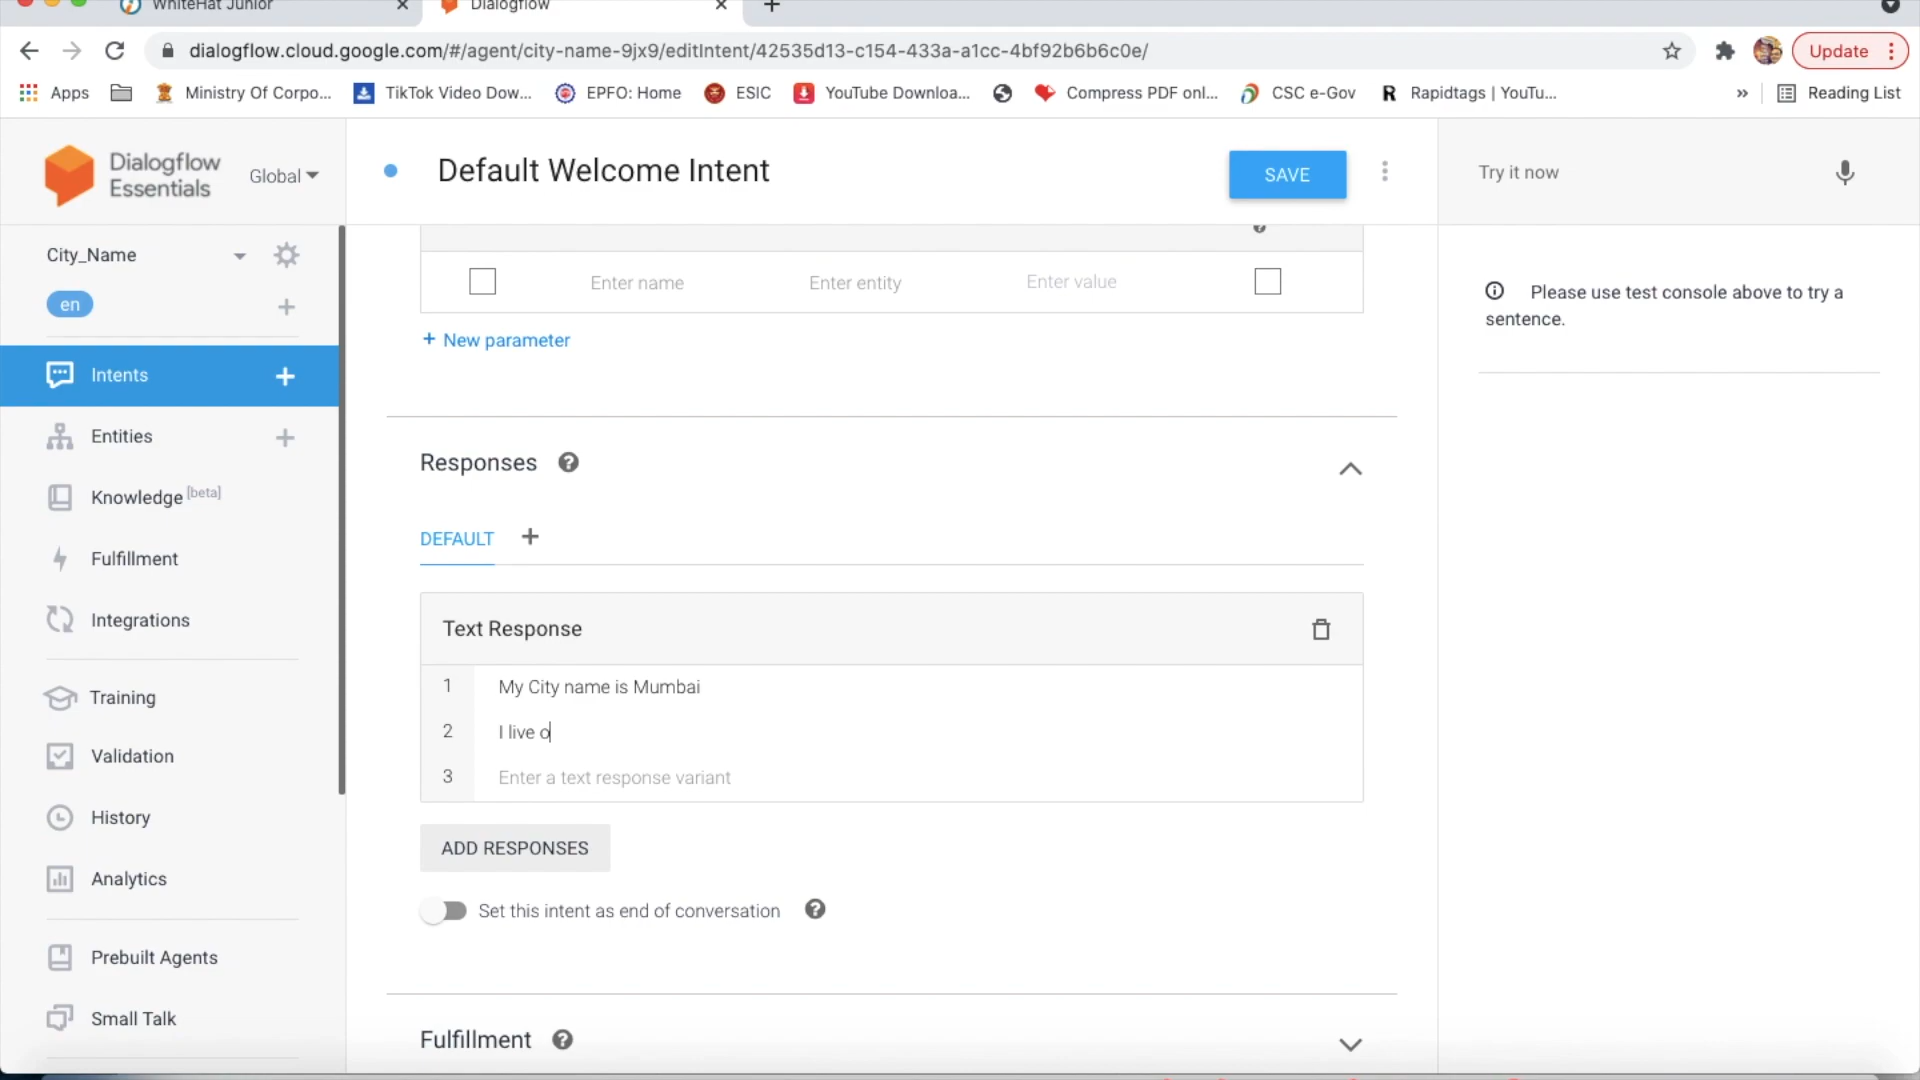 WhiteHat Junior
Dialogflow
dialogflow.cloud.google.com/#/agent/city-name-9jx9/editIntent/42535d13-c154-433a-a1cc-4bf92b6b6c0e/
Update
Apps
Ministry Of Corpo...
TikTok Video Dow...
EPFO: Home
ESIC
YouTube Downloa...
Compress PDF onl...
CSC e-Gov
R Rapidtags | YouTu...
»
Reading List
Dialogflow
Essentials
Global
Default Welcome Intent
SAVE
Try it now
City_Name
en
Intents
Entities
Knowledge [beta]
Fulfillment
Integrations
Training
Validation
History
Analytics
Prebuilt Agents
Small Talk
Enter name
Enter entity
Enter value
+ New parameter
Responses
DEFAULT
Text Response
1 My City name is Mumbai
2 I live o
3 Enter a text response variant
ADD RESPONSES
Set this intent as end of conversation
Fulfillment
Please use test console above to try a
sentence.